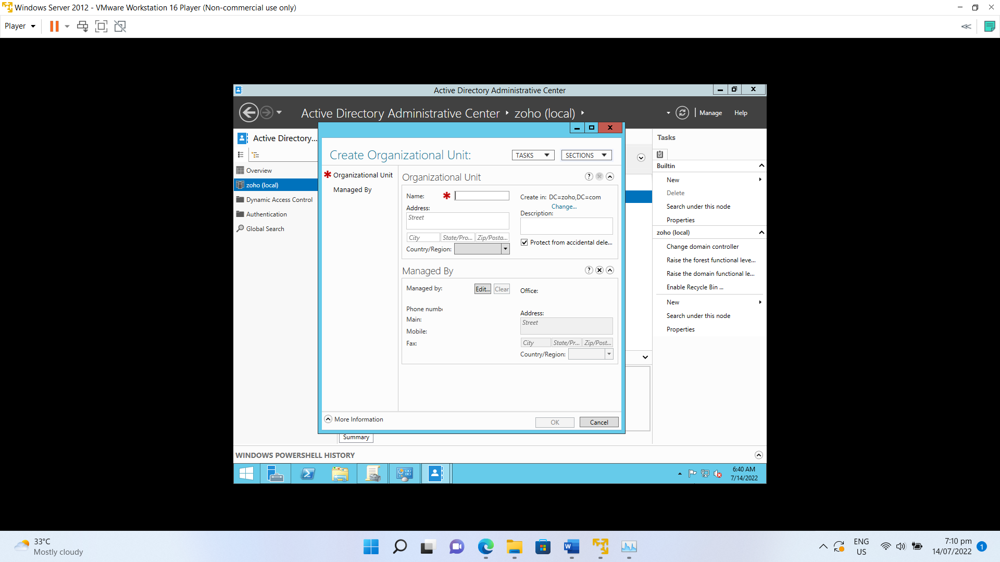 Windows Server 2012 - VMware Workstation 16 Player (Non-commercial use only)
Player
Active Directory Administrative Center
Active Directory Administrative Center
zoho (local)
Manage
Help
Active Directory...
Overview
zoho (local)
Dynamic Access Control
Authentication
Global Search
Create Organizational Unit:
TASKS
SECTIONS
Organizational Unit
Managed By
Organizational Unit
Name:
Address:
Street
City
State/Pro...
Zip/Posta...
Country/Region:
Create in: DC=zoho,DC=com
Change...
Description:
Protect from accidental dele...
Managed By
Managed by:
Edit...
Clear
Office:
Phone numb
Main:
Mobile:
Fax:
Address:
Street
City
State/Pr...
Zip/Post...
Country/Region:
More Information
OK
Cancel
Summary
Tasks
Builtin
New
Delete
Search under this node
Properties
zoho (local)
Change domain controller
Raise the forest functional leve...
Raise the domain functional le...
Enable Recycle Bin ...
New
Search under this node
Properties
WINDOWS POWERSHELL HISTORY
6:40 AM
7/14/2022
33°C
Mostly cloudy
ENG
US
7:10 pm
14/07/2022
1